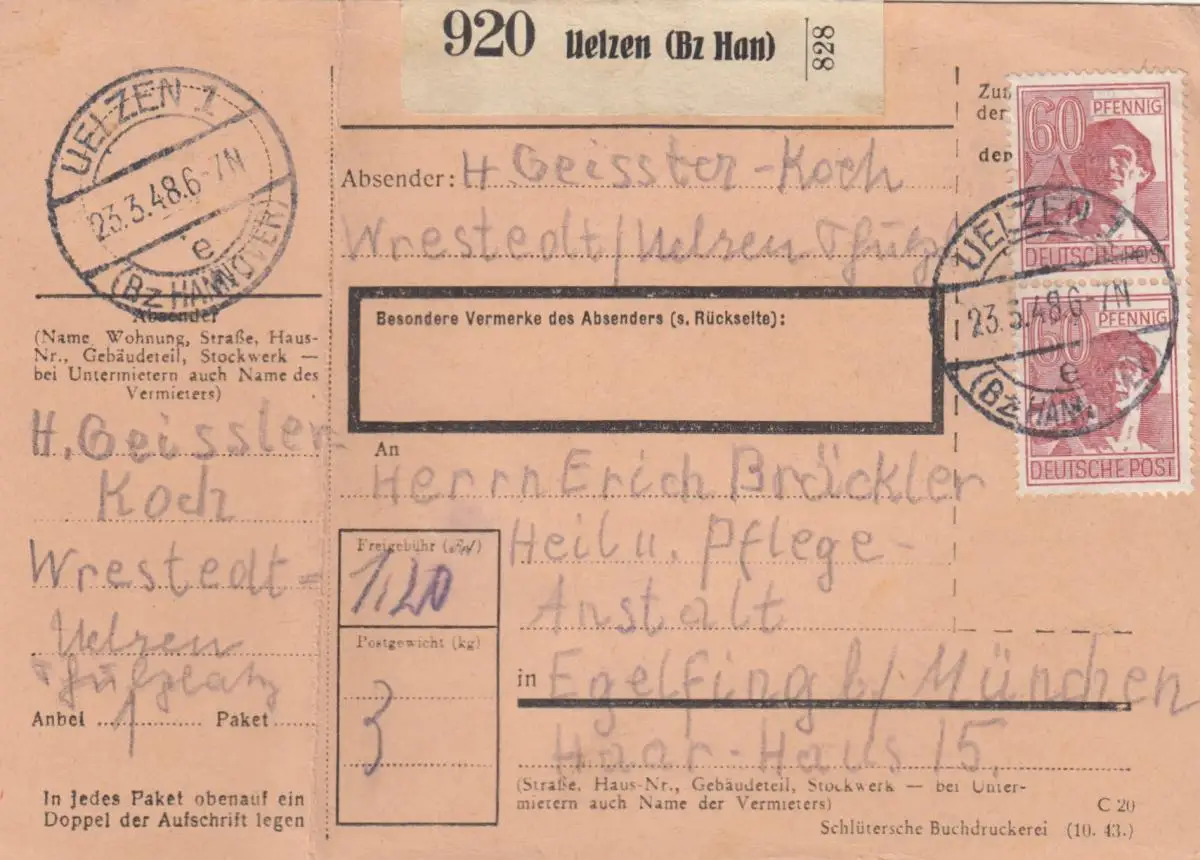 920 Uelzen (Bz Han) 828
UELZEN 1
23.3.48.6-7N
e
(Bz HANNOVER)
Absender
(Name, Wohnung, Straße, Haus-
Nr., Gebäudeteil, Stockwerk —
bei Untermietern auch Name des
Vermieters)
H. Geissler-
Koch
Wrestedt=
Uelzen
Anbei 1 Paket
In jedes Paket obenauf ein
Doppel der Aufschrift legen
Absender: H. Geissler-Koch
Wrestedt/Uelzen
Besondere Vermerke des Absenders (s. Rückseite):
An
Herrn Erich Bräckler
Heil u. Pflege-
Anstalt
in Egelfing b/München
Haar-Haus 15.
(Straße, Haus-Nr., Gebäudeteil, Stockwerk — bei Unter-
mietern auch Name der Vermieters)
Freigebühr
1,20
Postgewicht (kg)
3
C 20
Schlütersche Buchdruckerei (10. 43.)
der
den
60 PFENNIG
DEUTSCHE POST
UELZEN 1
23.3.48.6-7N
e
60 PFENNIG
DEUTSCHE POST